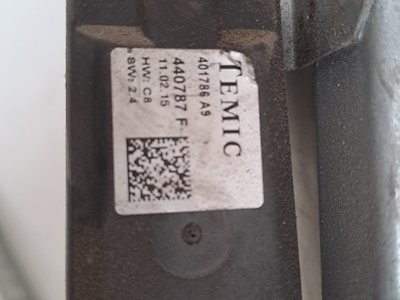 TEMIC
401786 A9
440787 F
11.02.15
HW: C8
SW: 2.4